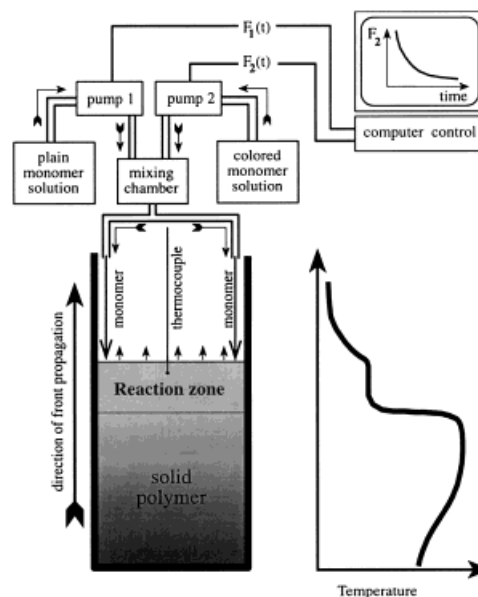 F1(t)
F2(t)
F2
time
pump 1
pump 2
computer control
plain
monomer
solution
mixing
chamber
colored
monomer
solution
monomer
thermocouple
monomer
direction of front propagation
Reaction zone
solid
polymer
Temperature